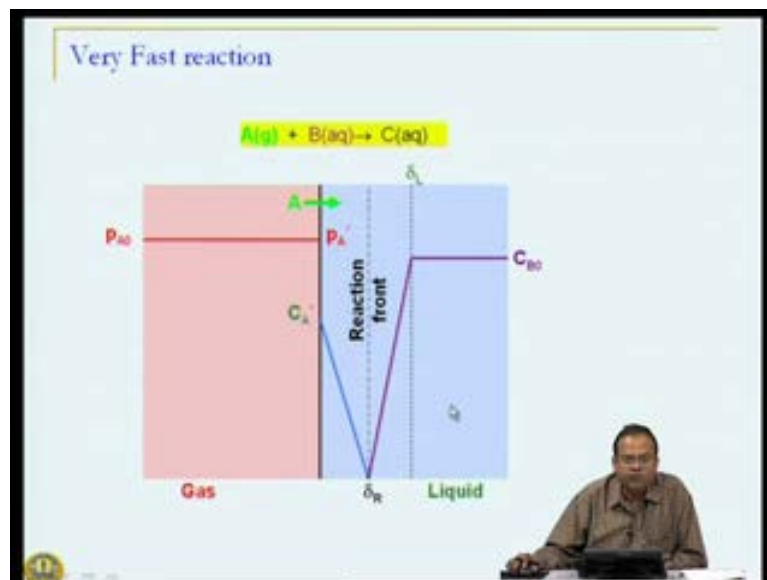 Very Fast reaction
A(g) + B(aq)→ C(aq)
δL
A
PA0
PA*
CB0
CA*
Reaction
front
Gas
δR
Liquid